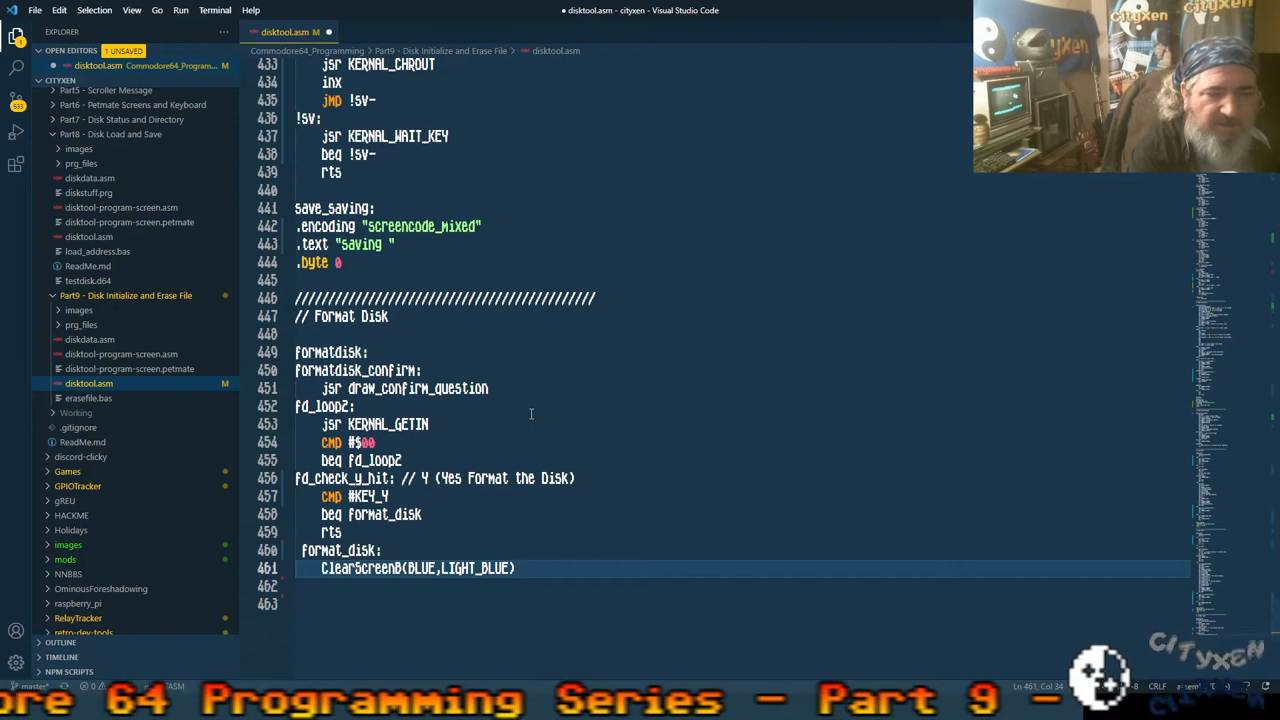 File Edit Selection View Go Run Terminal Help
● disktool.asm - cityxen - Visual Studio Code
EXPLORER ···
OPEN EDITORS 1 UNSAVED
● disktool.asm Commodore64_Program... M
CITYXEN
Part5 - Scroller Message
Part6 - Petmate Screens and Keyboard
Part7 - Disk Status and Directory
Part8 - Disk Load and Save
images
prg_files
diskdata.asm
diskstuff.prg
disktool-program-screen.asm
disktool-program-screen.petmate
disktool.asm
load_address.bas
ReadMe.md
testdisk.d64
Part9 - Disk Initialize and Erase File
images
prg_files
diskdata.asm
disktool-program-screen.asm
disktool-program-screen.petmate
disktool.asm M
erasefile.bas
Working
.gitignore
ReadMe.md
discord-clicky
Games
GPIOTracker
gREU
HACKME
Holidays
images
mods
NNBBS
OminousForeshadowing
raspberry_pi
RelayTracker
retro-dev-tools
OUTLINE
TIMELINE
NPM SCRIPTS
1
633
disktool.asm M ●
Commodore64_Programming > Part9 - Disk Initialize and Erase File > disktool.asm
433 jsr KERNAL_CHROUT
434 inx
435 jmp !sv-
436 !sv:
437 jsr KERNAL_WAIT_KEY
438 beq !sv-
439 rts
440
441 save_saving:
442 .encoding "screencode_mixed"
443 .text "saving "
444 .byte 0
445
446 /////////////////////////////////////////////
447 // Format Disk
448
449 formatdisk:
450 formatdisk_confirm:
451 jsr draw_confirm_question
452 fd_loop2:
453 jsr KERNAL_GETIN
454 cmp #$00
455 beq fd_loop2
456 fd_check_y_hit: // Y (Yes Format the Disk)
457 cmp #KEY_Y
458 beq format_disk
459 rts
460 format_disk:
461 ClearScreenB(BLUE,LIGHT_BLUE)
462
463
cityxen
CITYXEN
master*
Ln 461, Col 34
CRLF
ore 64 Programming Series - Part 9 -